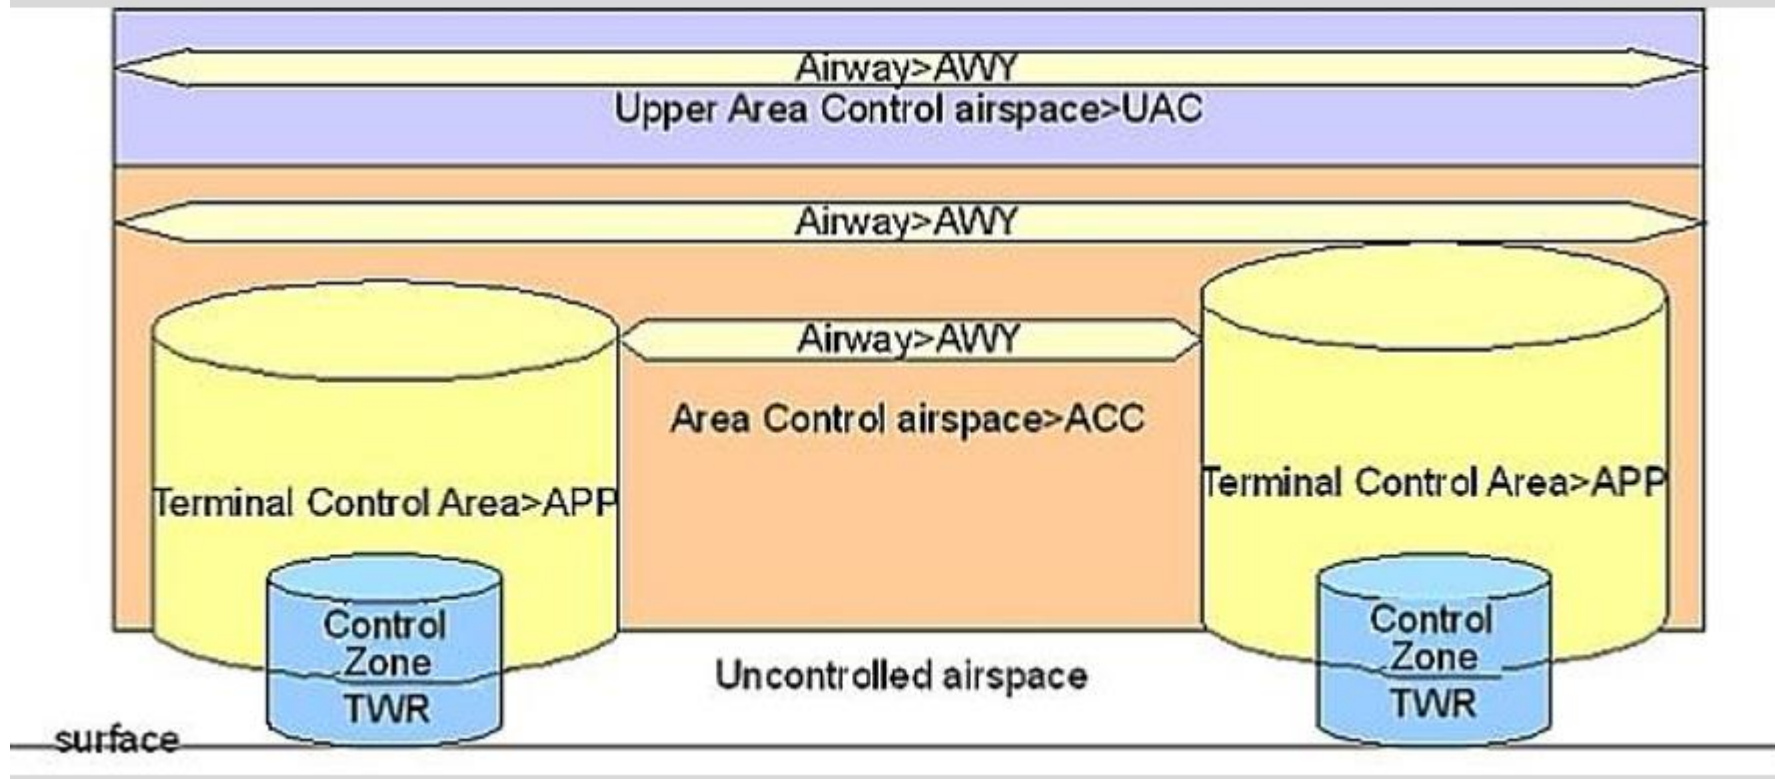 Airway>AWY
Upper Area Control airspace>UAC
Airway>AWY
Airway>AWY
Area Control airspace>ACC
Terminal Control Area>APP
Terminal Control Area>APP
Control
Zone
TWR
Control
Zone
TWR
Uncontrolled airspace
surface